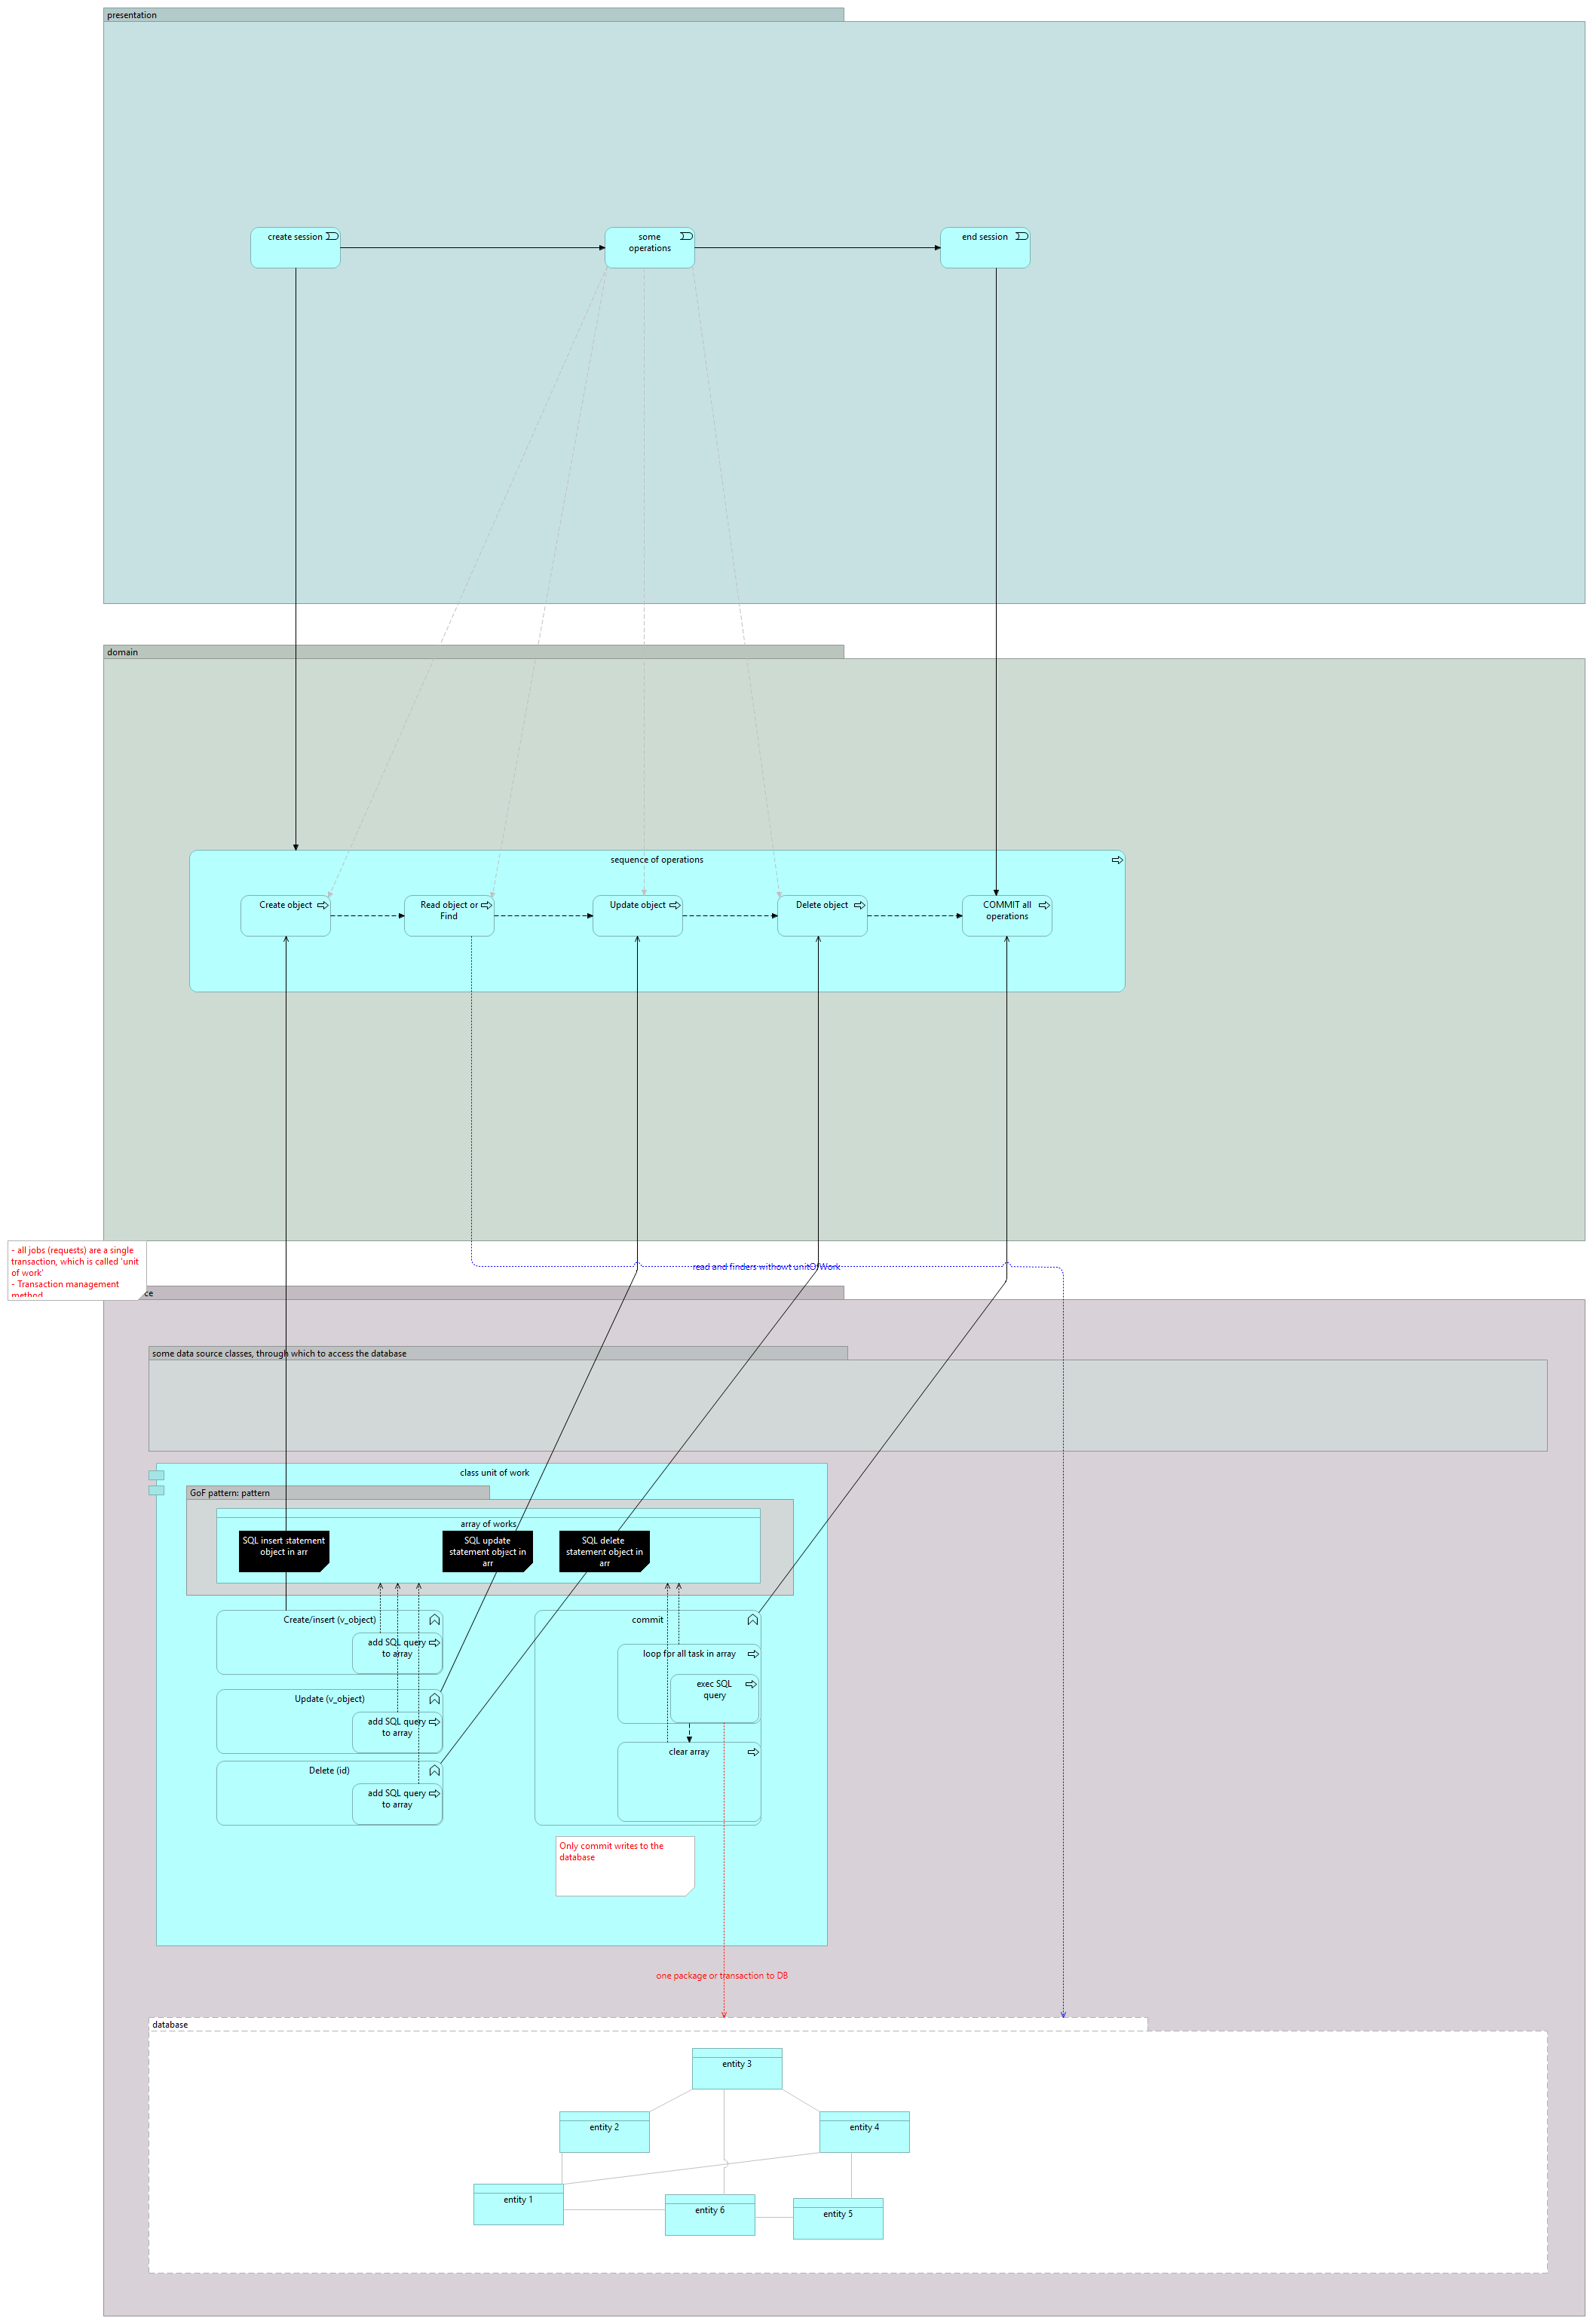 presentation
create session
some
operations
end session
domain
sequence of operations
Create object
Read object or
Find
Update object
Delete object
COMMIT all
operations
- all jobs (requests) are a single
transaction, which is called 'unit
of work'
- Transaction management
method
read and finders withowt unitOfWork
ce
some data source classes, through which to access the database
class unit of work
GoF pattern: pattern
array of works
SQL insert statement
object in arr
SQL update
statement object in
arr
SQL delete
statement object in
arr
Create/insert (v_object)
add SQL query
to array
commit
loop for all task in array
exec SQL
query
Update (v_object)
add SQL query
to array
clear array
Delete (id)
add SQL query
to array
Only commit writes to the
database
one package or transaction to DB
database
entity 3
entity 2
entity 4
entity 1
entity 6
entity 5